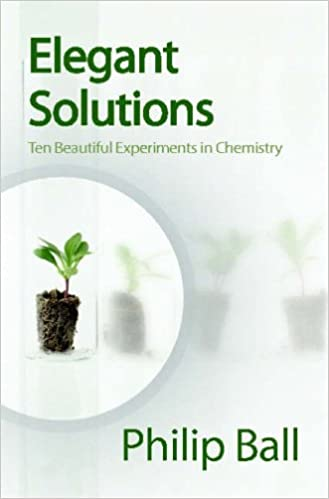 Elegant
Solutions
Ten Beautiful Experiments in Chemistry
Philip Ball